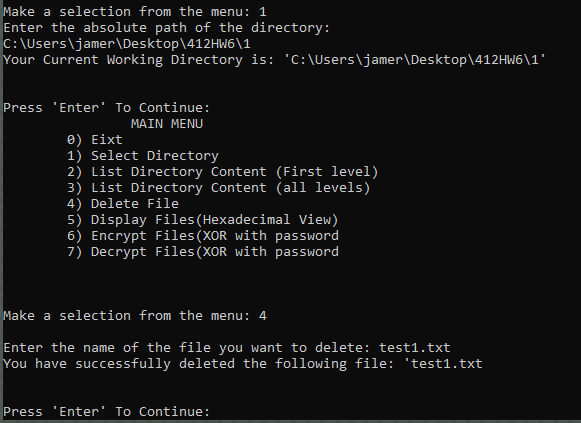 Make a selection from the menu: 1
Enter the absolute path of the directory:
C:\Users\jamer\Desktop\412HW6\1
Your Current Working Directory is: 'C:\Users\jamer\Desktop\412HW6\1'
Press 'Enter' To Continue:
MAIN MENU
0) Eixt
1) Select Directory
2) List Directory Content (First level)
3) List Directory Content (all levels)
4) Delete File
5) Display Files(Hexadecimal View)
6) Encrypt Files(XOR with password
7) Decrypt Files(XOR with password
Make a selection from the menu: 4
Enter the name of the file you want to delete: test1.txt
You have successfully deleted the following file: 'test1.txt
Press 'Enter' To Continue: